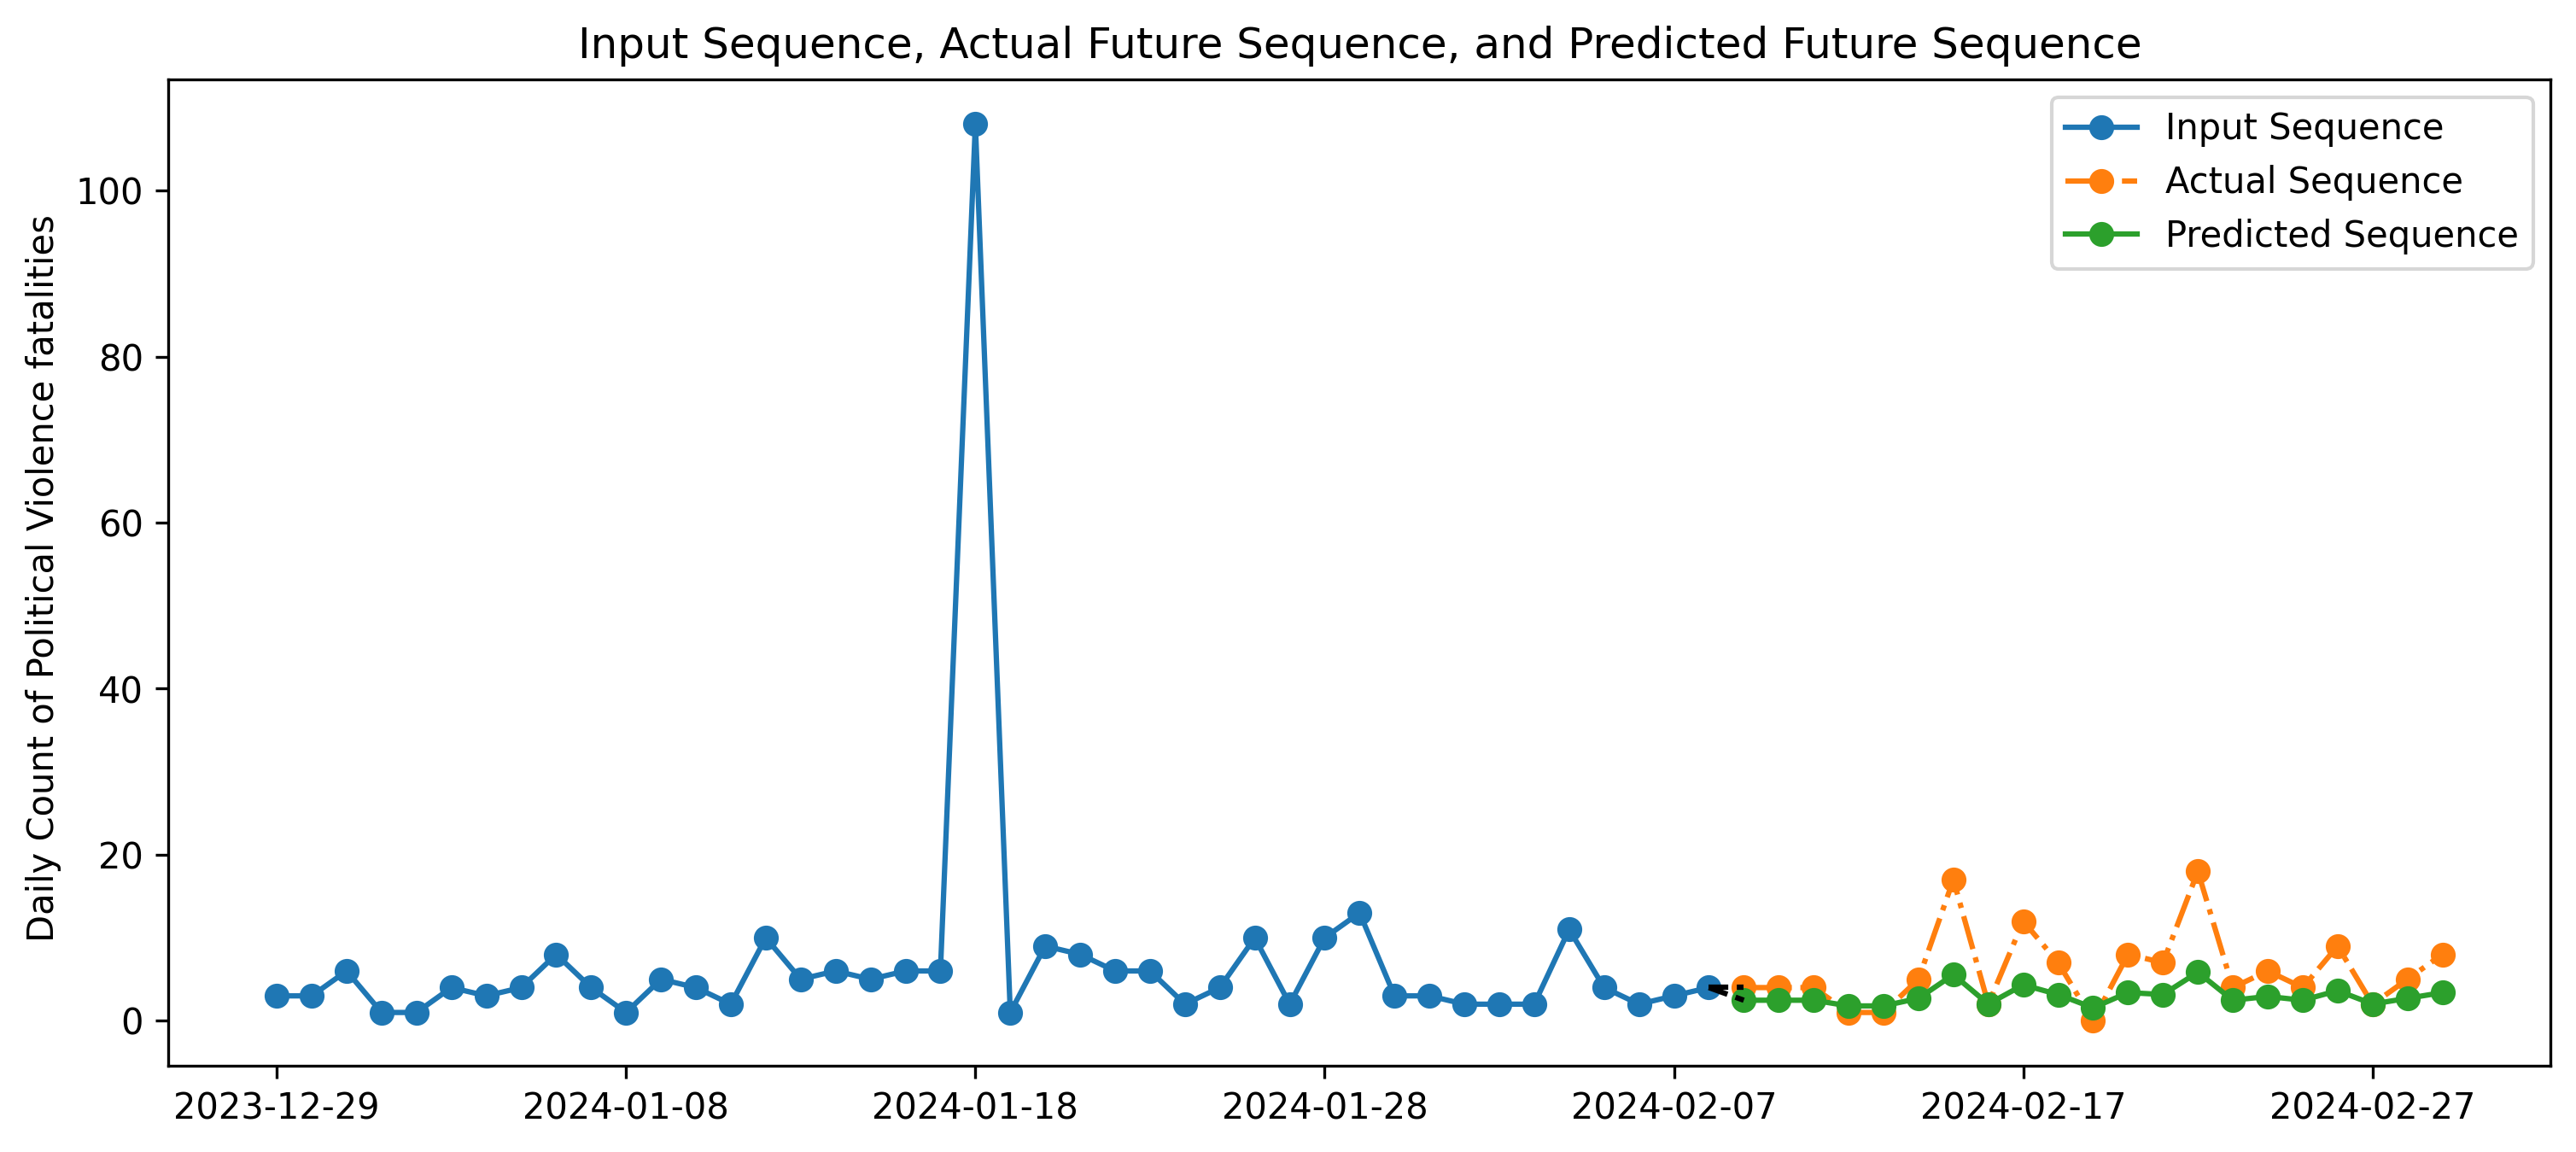 Input Sequence, Actual Future Sequence, and Predicted Future Sequence
Daily Count of Political Violence fatalities
100
80
60
40
20
0
2023-12-29
2024-01-08
2024-01-18
2024-01-28
2024-02-07
2024-02-17
2024-02-27
Input Sequence
Actual Sequence
Predicted Sequence